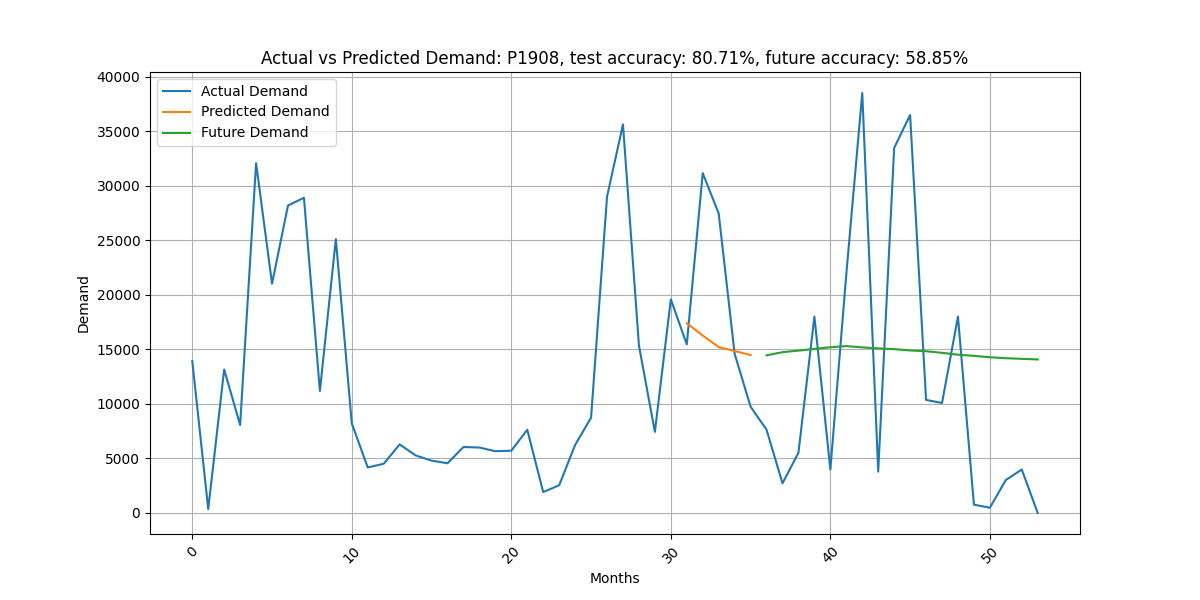 Actual vs Predicted Demand: P1908, test accuracy: 80.71%, future accuracy: 58.85%
Actual Demand
Predicted Demand
Future Demand
40000
35000
30000
25000
20000
15000
10000
5000
0
Demand
0
10
20
30
40
50
Months